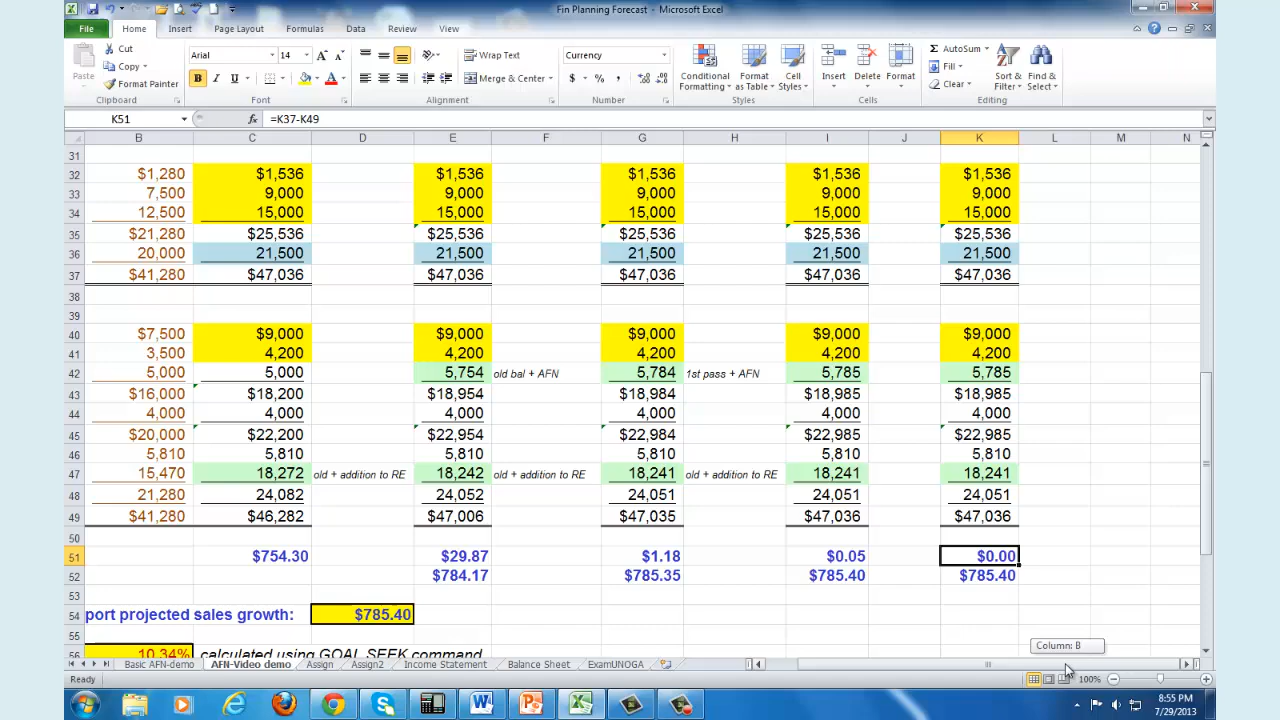 Fin Planning Forecast - Microsoft Excel
File Home Insert Page Layout Formulas Data Review View
Paste Cut Copy Format Painter
Arial 14
B I U
Wrap Text
Merge & Center
Currency
$ % ,
Conditional Formatting Format as Table Cell Styles
Insert Delete Format
Σ AutoSum Fill Clear
Sort & Filter Find & Select
Clipboard Font Alignment Number Styles Cells Editing
K51 fx =K37-K49
B C D E F G H I J K L M N
31
32 $1,280 $1,536 $1,536 $1,536 $1,536 $1,536
33 7,500 9,000 9,000 9,000 9,000 9,000
34 12,500 15,000 15,000 15,000 15,000 15,000
35 $21,280 $25,536 $25,536 $25,536 $25,536 $25,536
36 20,000 21,500 21,500 21,500 21,500 21,500
37 $41,280 $47,036 $47,036 $47,036 $47,036 $47,036
38
39
40 $7,500 $9,000 $9,000 $9,000 $9,000 $9,000
41 3,500 4,200 4,200 4,200 4,200 4,200
42 5,000 5,000 5,754 old bal + AFN 5,784 1st pass + AFN 5,785 5,785
43 $16,000 $18,200 $18,954 $18,984 $18,985 $18,985
44 4,000 4,000 4,000 4,000 4,000 4,000
45 $20,000 $22,200 $22,954 $22,984 $22,985 $22,985
46 5,810 5,810 5,810 5,810 5,810 5,810
47 15,470 18,272 old + addition to RE 18,242 old + addition to RE 18,241 old + addition to RE 18,241 18,241
48 21,280 24,082 24,052 24,051 24,051 24,051
49 $41,280 $46,282 $47,006 $47,035 $47,036 $47,036
50
51 $754.30 $29.87 $1.18 $0.05 $0.00
52 $784.17 $785.35 $785.40 $785.40
53
54 port projected sales growth: $785.40
55
56 10.34% calculated using GOAL SEEK command
Column: B
Basic AFN-demo AFN-Video demo Assign Assign2 Income Statement Balance Sheet ExamUNOGA
Ready 100%
8:55 PM
7/29/2013